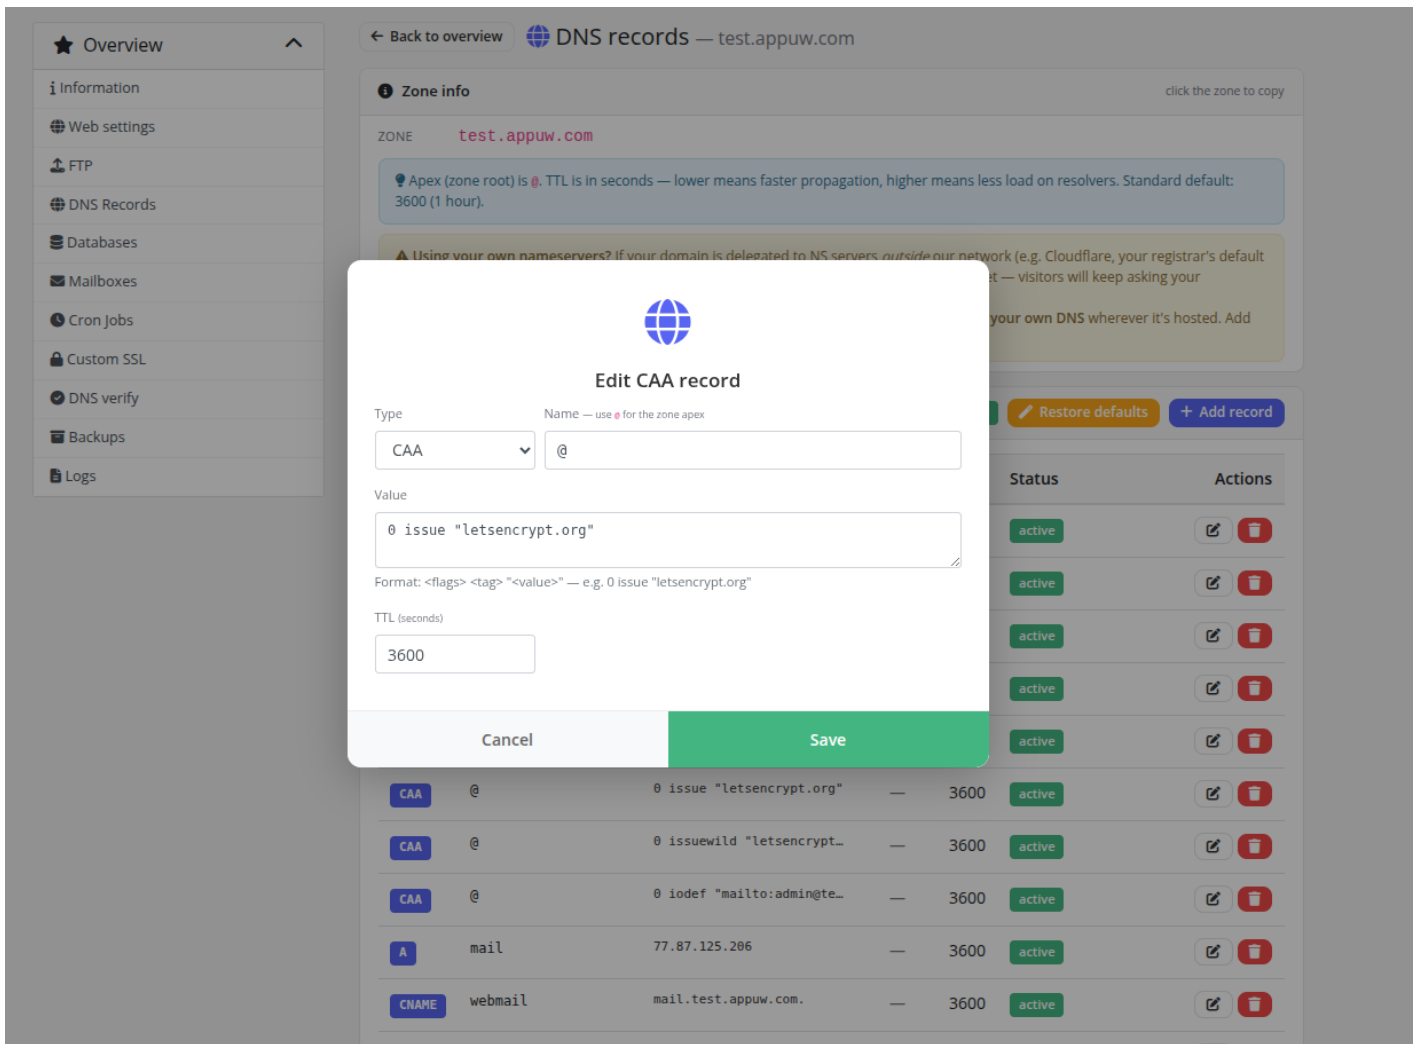 Overview
Information
Web settings
FTP
DNS Records
Databases
Mailboxes
Cron Jobs
Custom SSL
DNS verify
Backups
Logs
Back to overview
DNS records — test.appuw.com
Zone info
click the zone to copy
ZONE test.appuw.com
Apex (zone root) is @. TTL is in seconds — lower means faster propagation, higher means less load on resolvers. Standard default:
3600 (1 hour).
Using your own nameservers? If your domain is delegated to NS servers outside our network (e.g. Cloudflare, your registrar's default
— visitors will keep asking your
your own DNS wherever it's hosted. Add
Restore defaults
+ Add record
Status Actions
active
active
active
active
active
Edit CAA record
Type
Name — use @ for the zone apex
CAA
@
Value
0 issue "letsencrypt.org"
Format: <flags> <tag> "<value>" — e.g. 0 issue "letsencrypt.org"
TTL (seconds)
3600
Cancel
Save
CAA @ 0 issue "letsencrypt.org" — 3600 active
CAA @ 0 issuewild "letsencrypt… — 3600 active
CAA @ 0 iodef "mailto:admin@te… — 3600 active
A mail 77.87.125.206 — 3600 active
CNAME webmail mail.test.appuw.com. — 3600 active